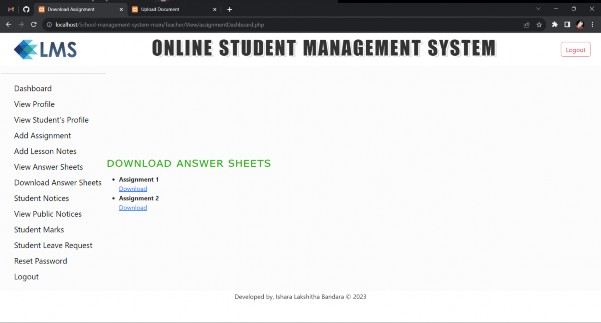 Download Assignment
Upload Document
localhost/School-management-system-main/Teacher/View/assignmentDashboard.php
LMS
ONLINE STUDENT MANAGEMENT SYSTEM
Logout
Dashboard
View Profile
View Student's Profile
Add Assignment
Add Lesson Notes
View Answer Sheets
Download Answer Sheets
Student Notices
View Public Notices
Student Marks
Student Leave Request
Reset Password
Logout
DOWNLOAD ANSWER SHEETS
Assignment 1
Download
Assignment 2
Download
Developed by, Ishara Lakshitha Bandara © 2023